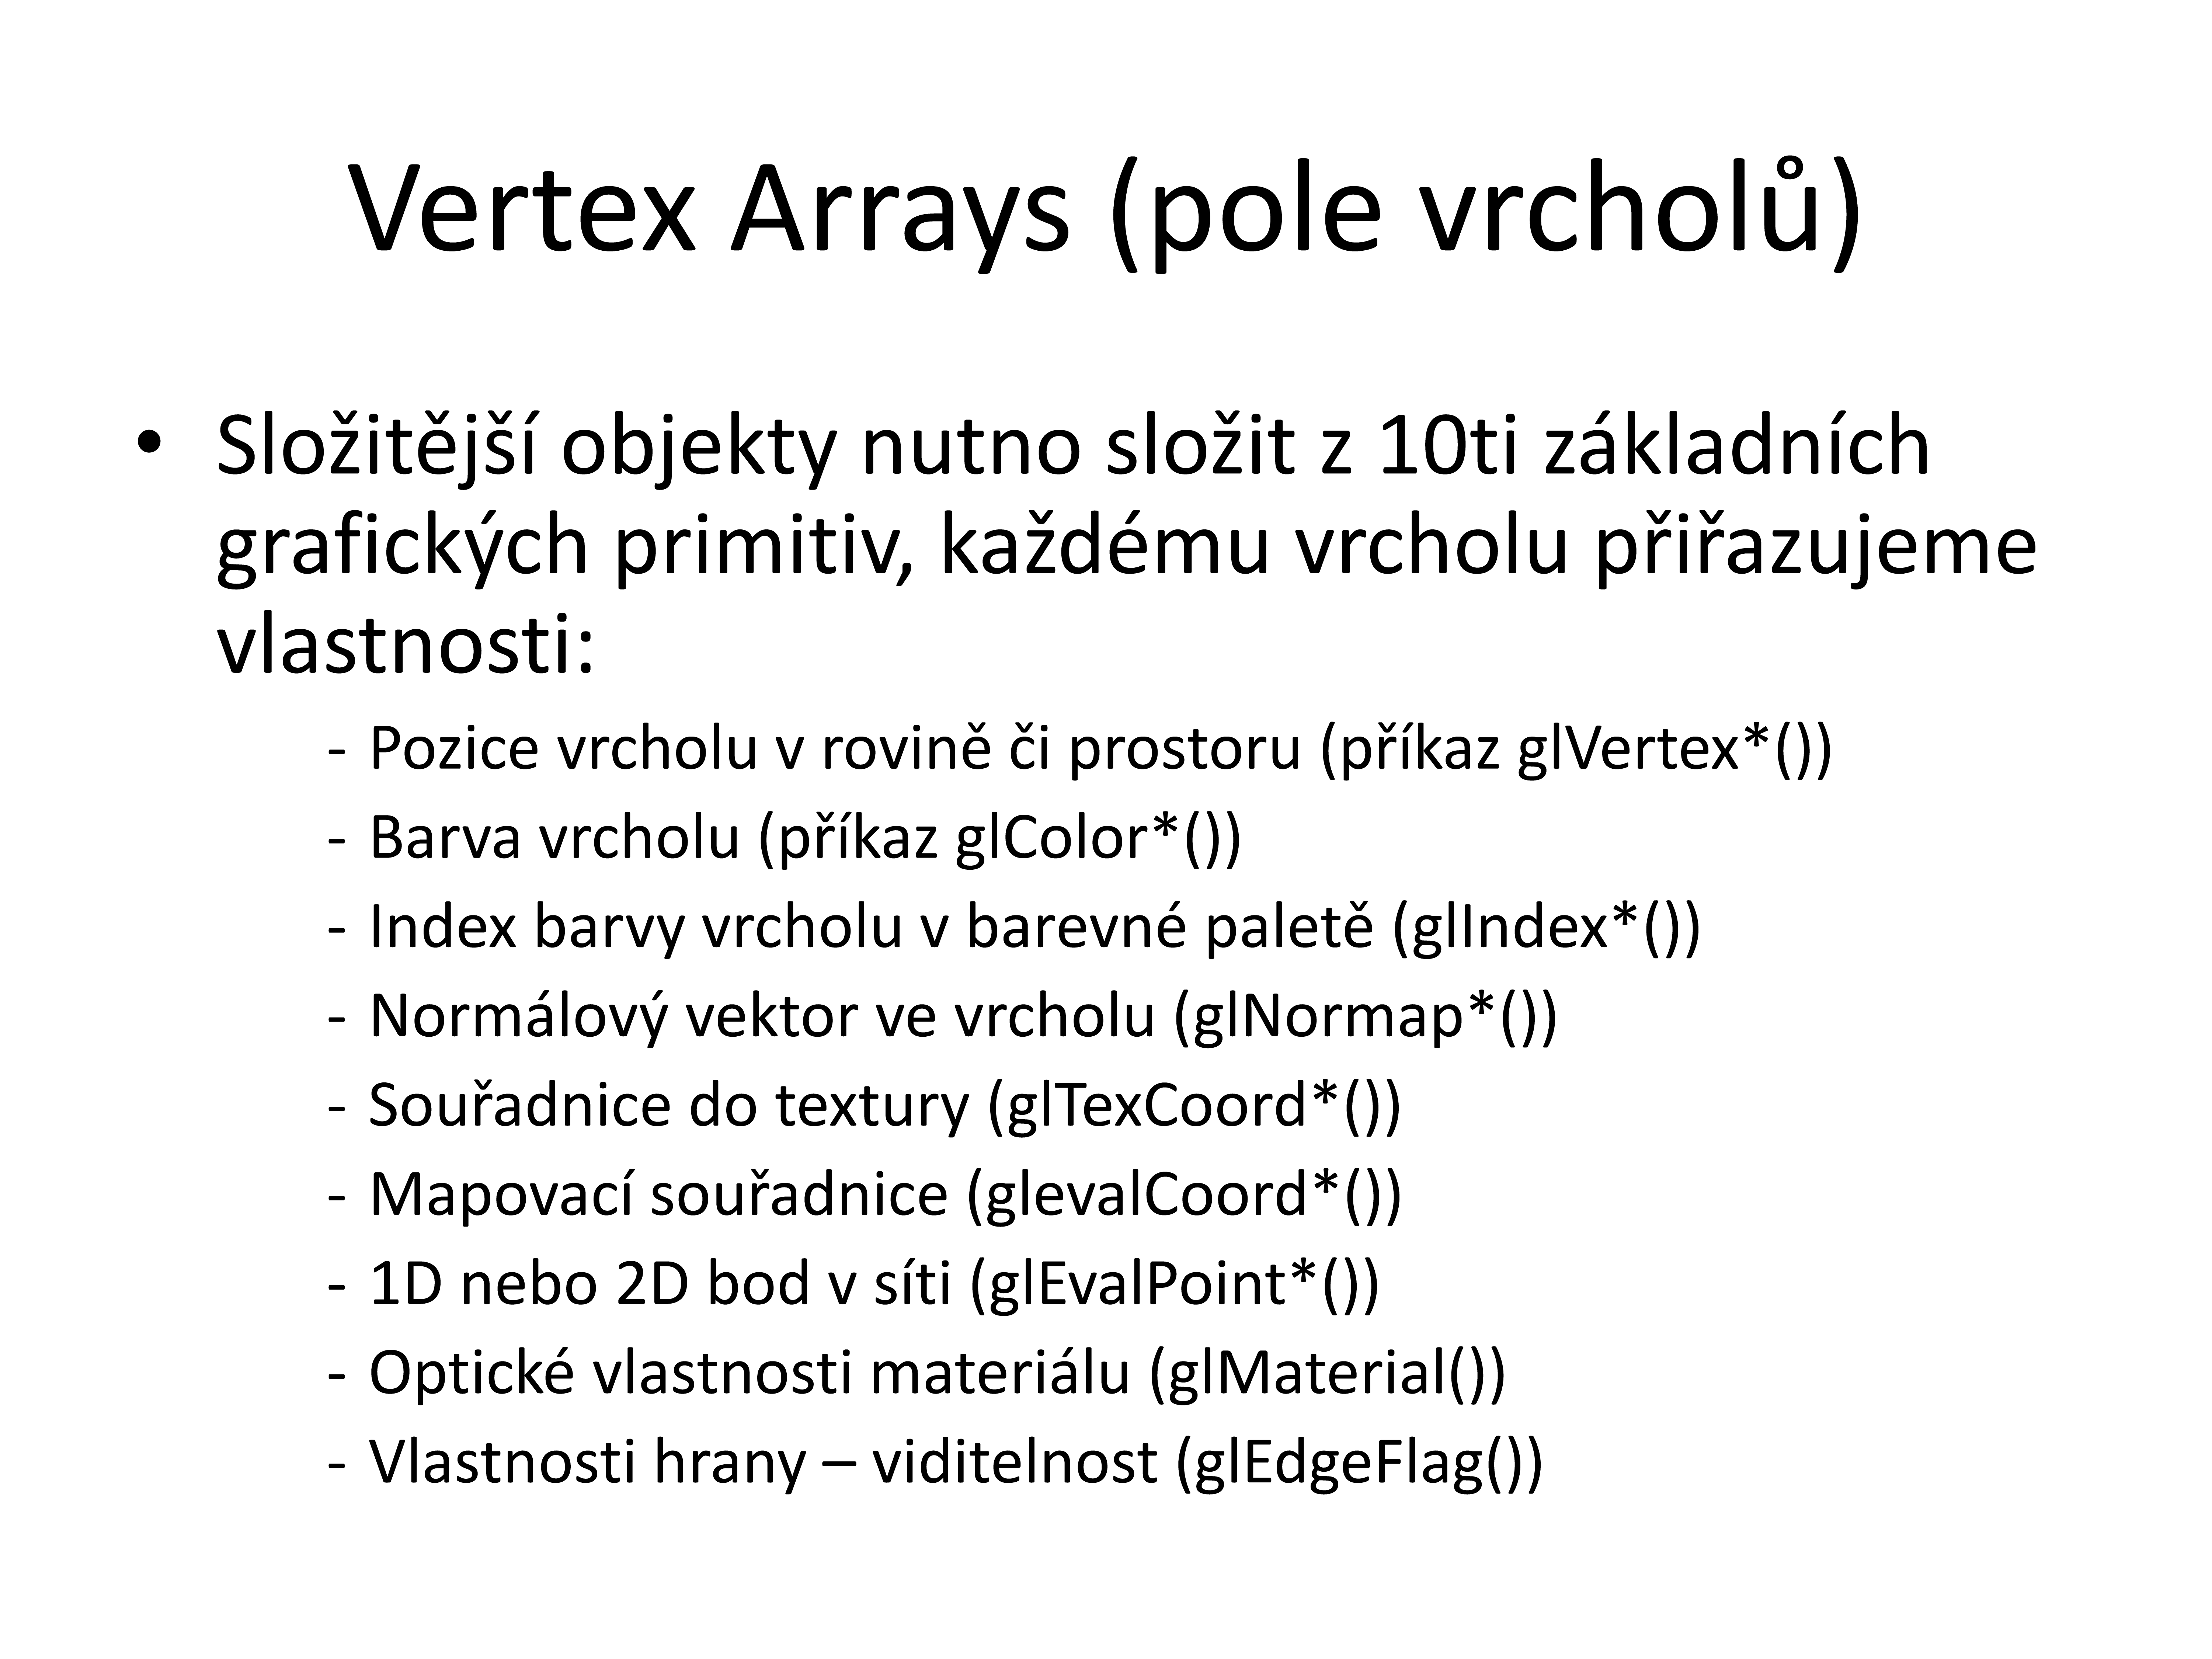 Vertex Arrays (pole vrcholů)
• Složitější objekty nutno složit z 10ti základních
grafických primitiv, každému vrcholu přiřazujeme
vlastnosti:
- Pozice vrcholu v rovině či prostoru (příkaz glVertex*())
- Barva vrcholu (příkaz glColor*())
- Index barvy vrcholu v barevné paletě (glIndex*())
- Normálový vektor ve vrcholu (glNormap*())
- Souřadnice do textury (glTexCoord*())
- Mapovací souřadnice (glevalCoord*())
- 1D nebo 2D bod v síti (glEvalPoint*())
- Optické vlastnosti materiálu (glMaterial())
- Vlastnosti hrany – viditelnost (glEdgeFlag())